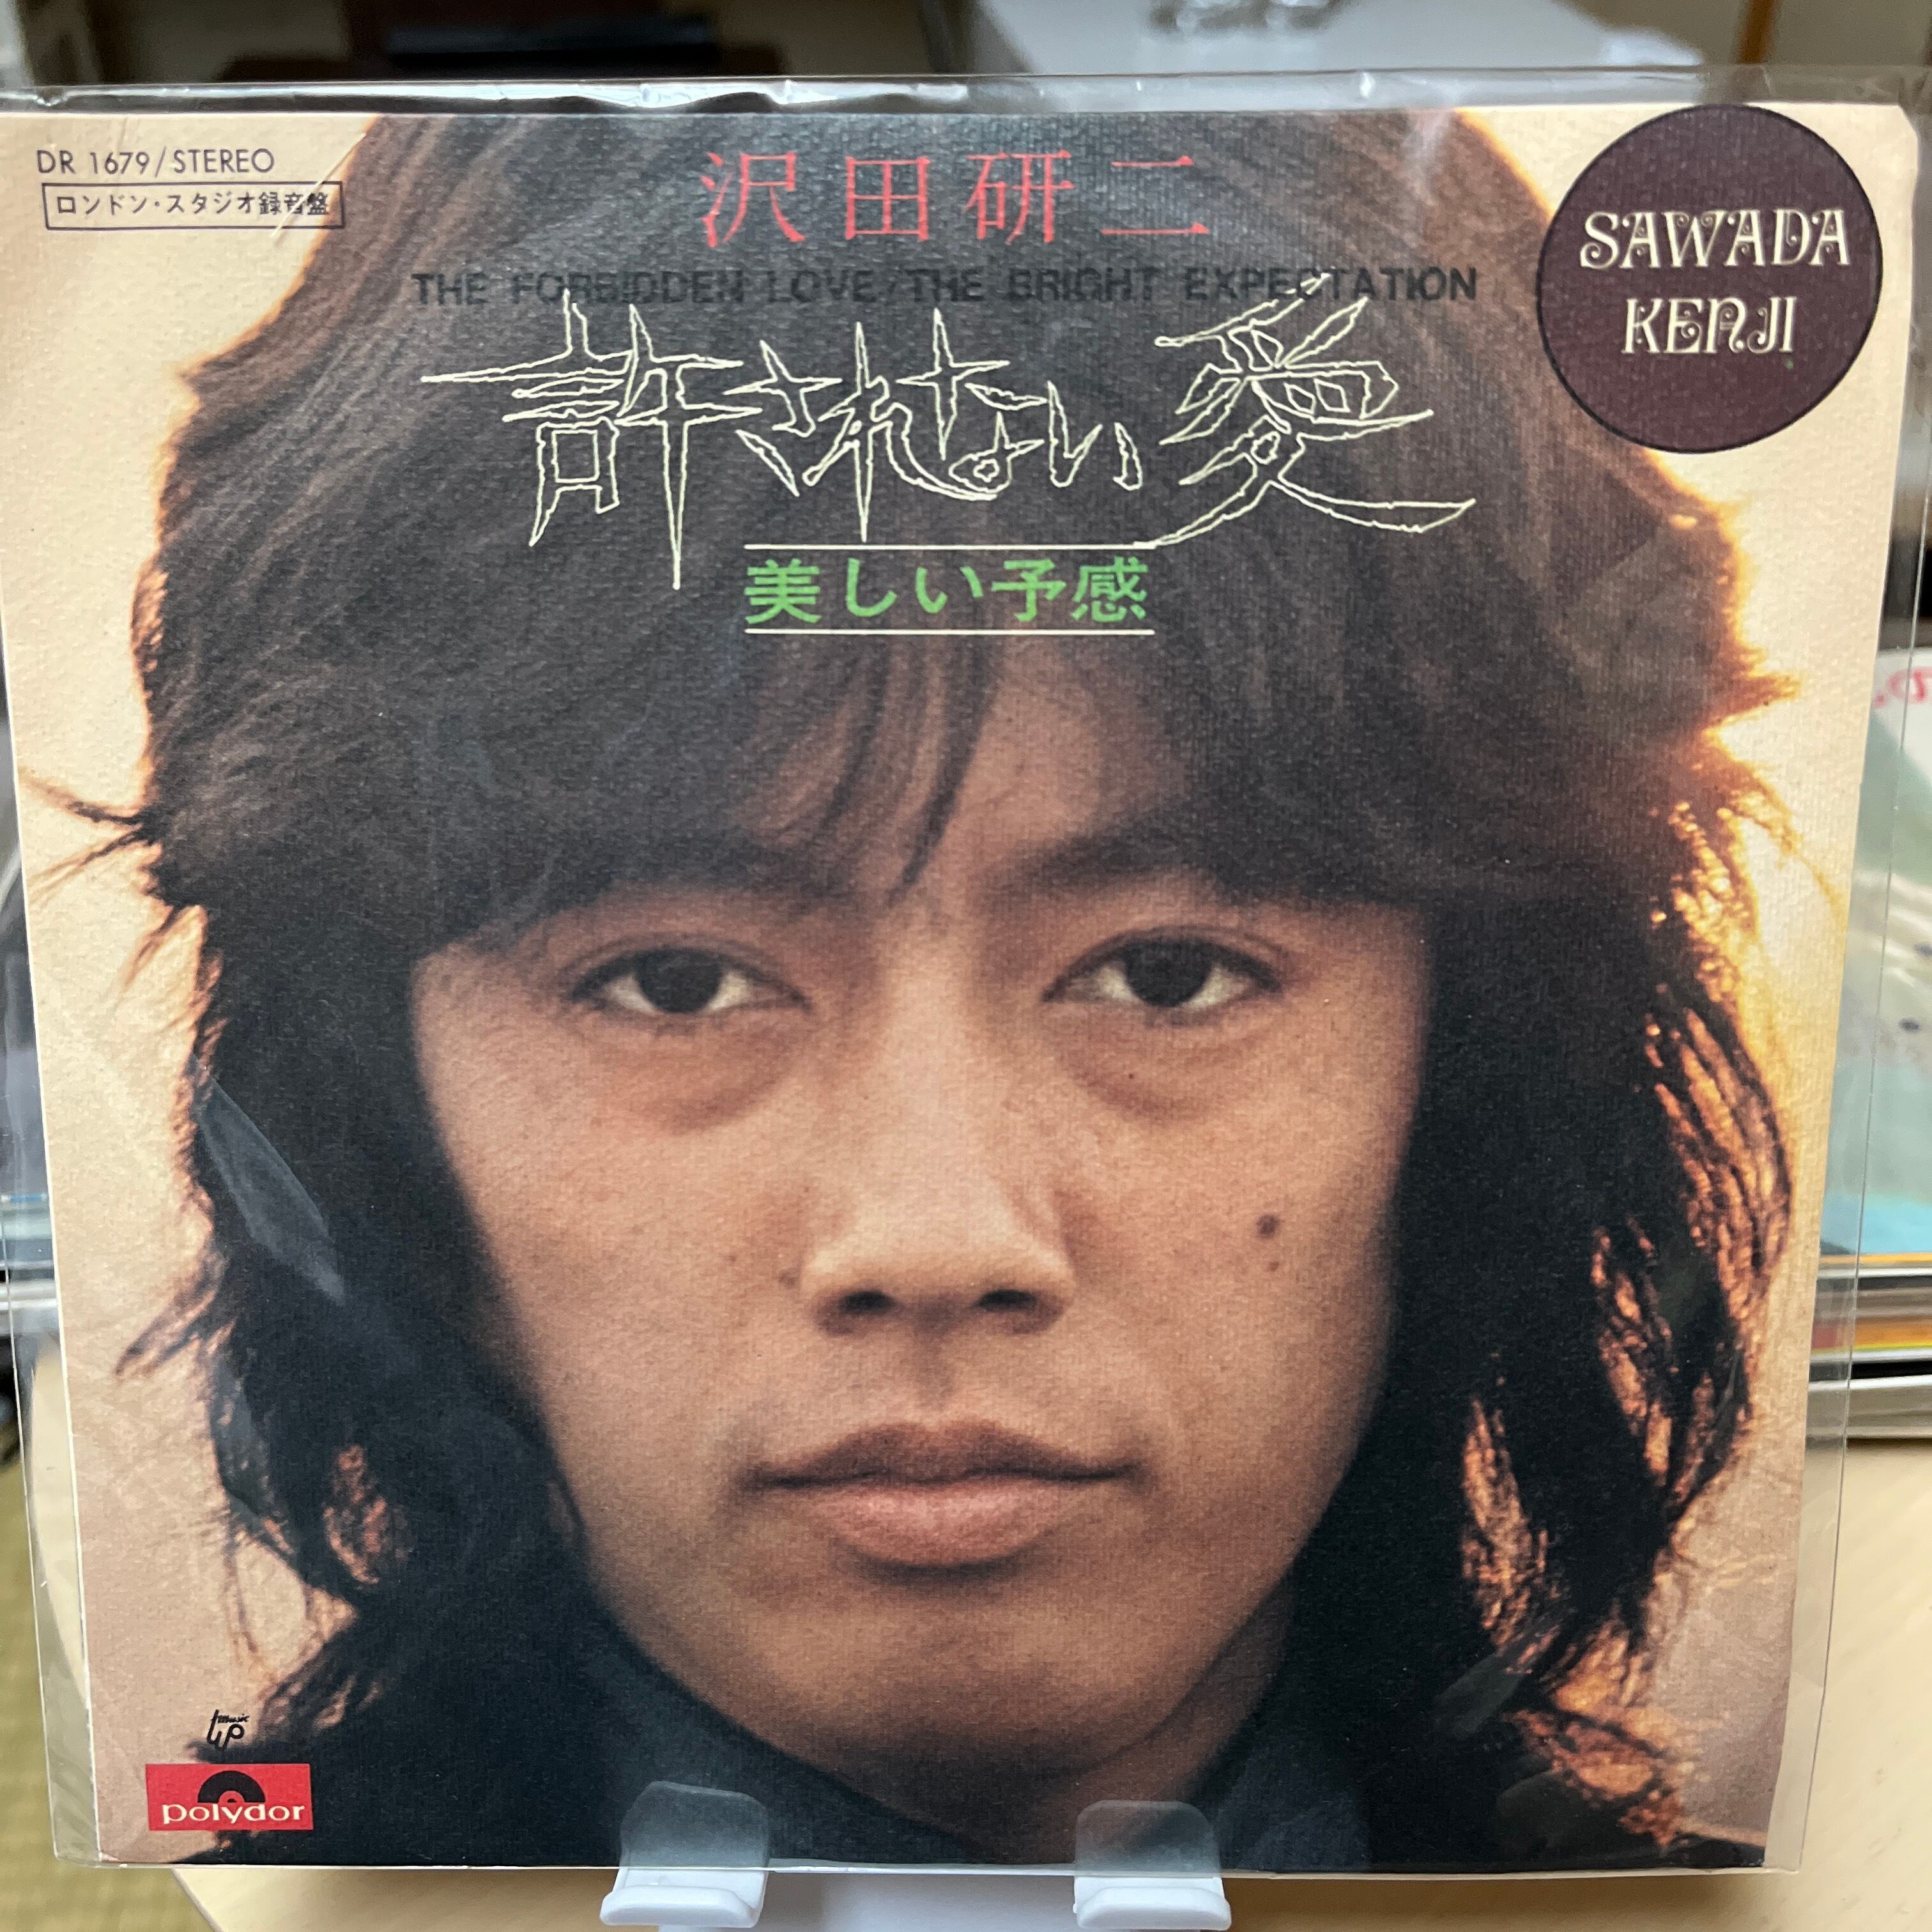 DR 1679/STEREO
ロンドン・スタジオ録音盤
沢田研二
THE FORBIDDEN LOVE/THE BRIGHT EXPECTATION
許されない愛
美しい予感
SAWADA
KENJI
music
up
polydor